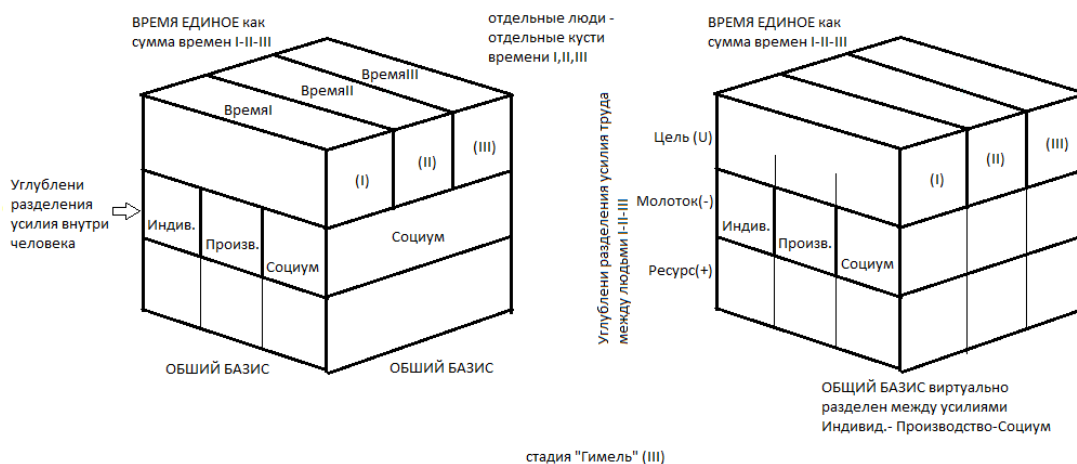 ВРЕМЯ ЕДИНОЕ как
сумма времен I-II-III
отдельные люди -
отдельные кусти
времени I,II,III
ВРЕМЯ ЕДИНОЕ как
сумма времен I-II-III
ВремяIII
ВремяII
ВремяI
(I)
(II)
(III)
Углублени
разделения
усилия внутри
человека
Индив.
Произв.
Социум
Социум
ОБШИЙ БАЗИС
ОБШИЙ БАЗИС
Углублени разделения усилия труда
между людьми I-II-III
Цель (U)
Молоток(-)
Ресурс(+)
(I)
(II)
(III)
Индив.
Произв.
Социум
ОБЩИЙ БАЗИС виртуально
разделен между усилиями
Индивид.- Производство-Социум
стадия "Гимель" (III)